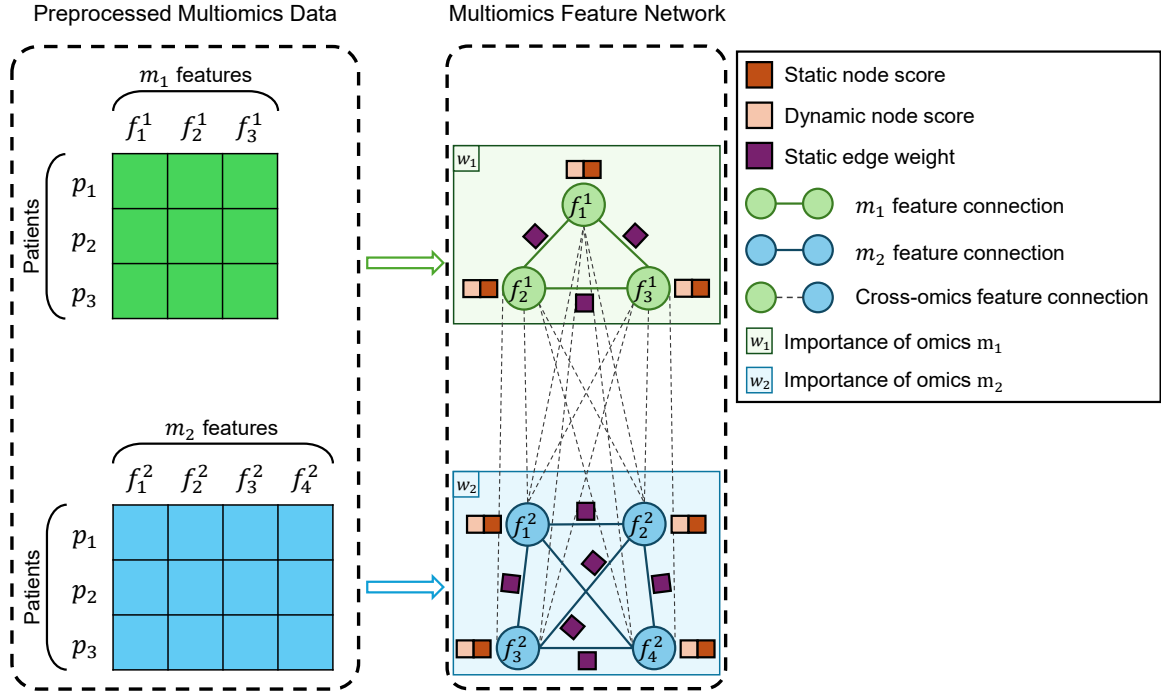 Preprocessed Multiomics Data
Multiomics Feature Network
m₁ features
f₁¹ f₂¹ f₃¹
Patients
p₁
p₂
p₃
m₂ features
f₁² f₂² f₃² f₄²
Patients
p₁
p₂
p₃
w₁
f₁¹
f₂¹ f₃¹
w₂
f₁² f₂²
f₃² f₄²
Static node score
Dynamic node score
Static edge weight
m₁ feature connection
m₂ feature connection
Cross-omics feature connection
w₁ Importance of omics m₁
w₂ Importance of omics m₂